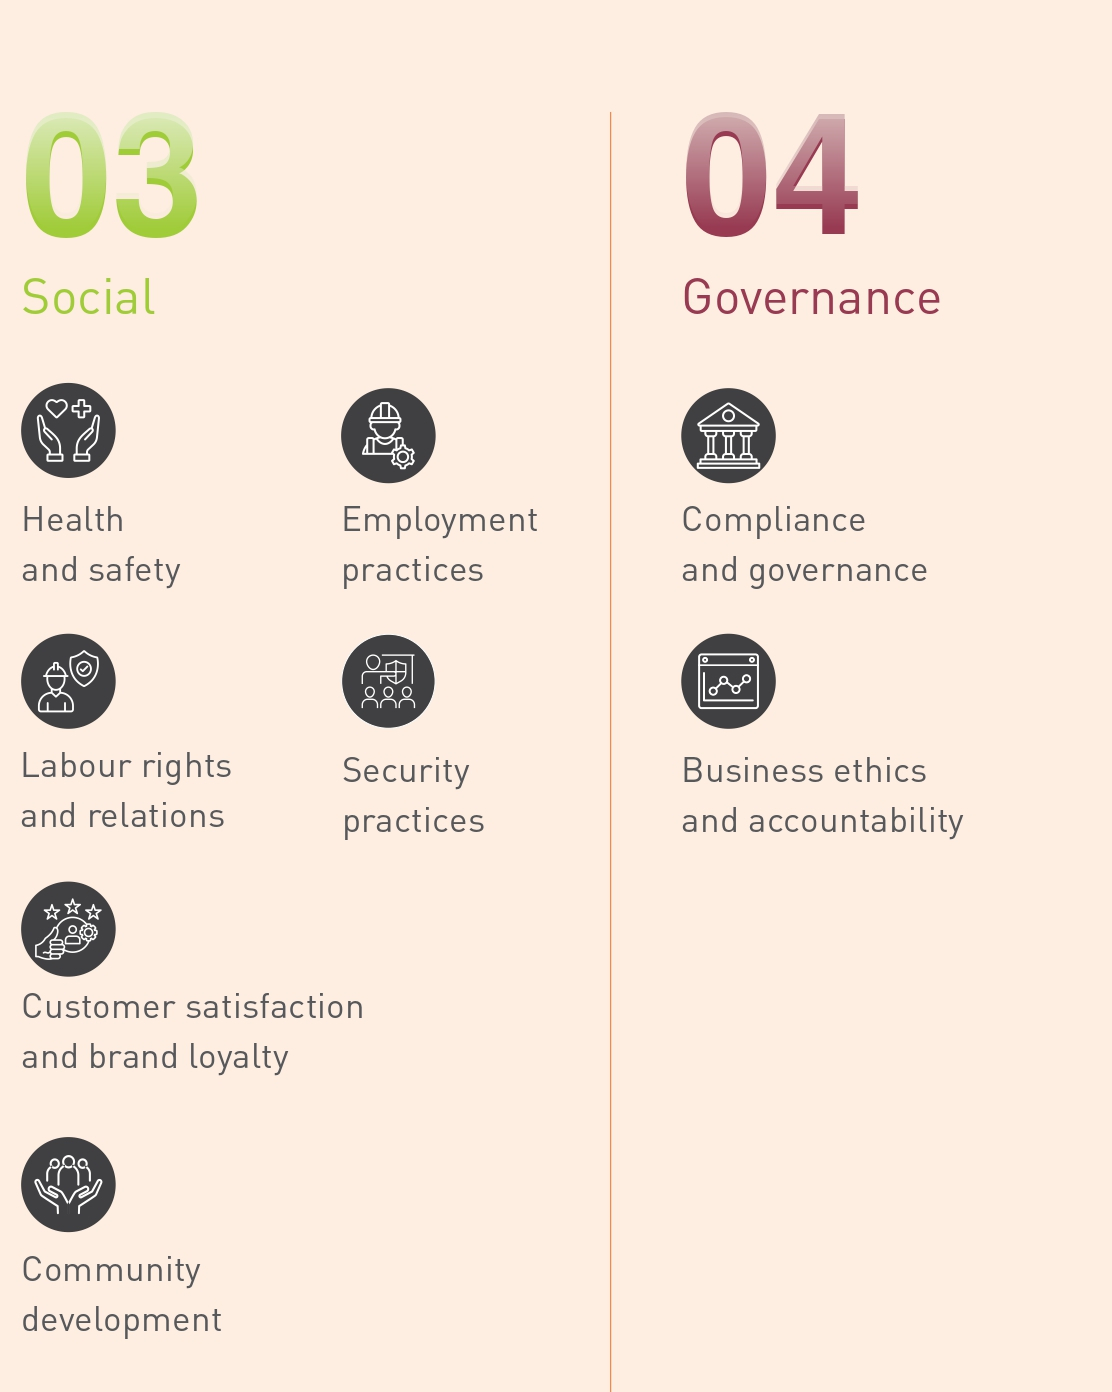 03
Social
Health
and safety
Employment
practices
Labour rights
and relations
Security
practices
Customer satisfaction
and brand loyalty
Community
development
04
Governance
Compliance
and governance
Business ethics
and accountability